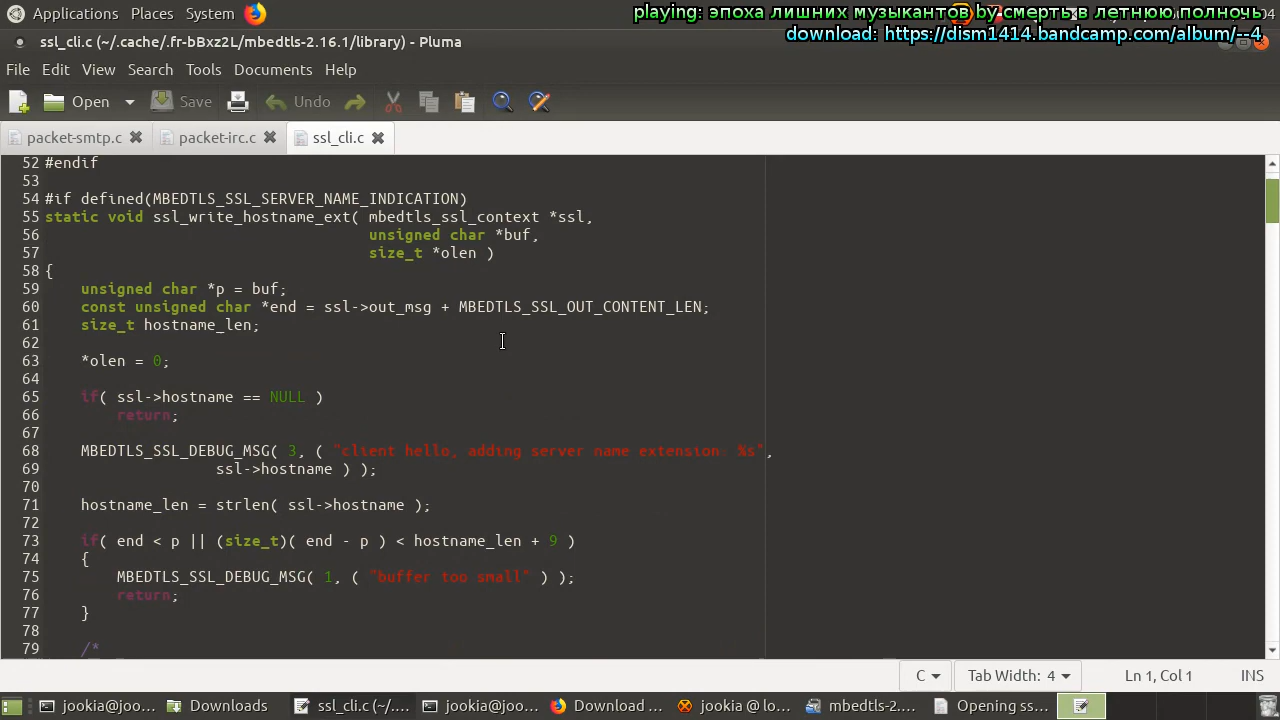 Applications Places System
04
playing: эпоха лишних музыкантов by смерть в летнюю полночь
download: https://dism1414.bandcamp.com/album/--4
ssl_cli.c (~/.cache/.fr-bBxz2L/mbedtls-2.16.1/library) - Pluma
File Edit View Search Tools Documents Help
Open Save Undo
packet-smtp.c packet-irc.c ssl_cli.c
52 #endif
53
54 #if defined(MBEDTLS_SSL_SERVER_NAME_INDICATION)
55 static void ssl_write_hostname_ext( mbedtls_ssl_context *ssl,
56 unsigned char *buf,
57 size_t *olen )
58 {
59 unsigned char *p = buf;
60 const unsigned char *end = ssl->out_msg + MBEDTLS_SSL_OUT_CONTENT_LEN;
61 size_t hostname_len;
62
63 *olen = 0;
64
65 if( ssl->hostname == NULL )
66 return;
67
68 MBEDTLS_SSL_DEBUG_MSG( 3, ( "client hello, adding server name extension: %s",
69 ssl->hostname ) );
70
71 hostname_len = strlen( ssl->hostname );
72
73 if( end < p || (size_t)( end - p ) < hostname_len + 9 )
74 {
75 MBEDTLS_SSL_DEBUG_MSG( 1, ( "buffer too small" ) );
76 return;
77 }
78
79 /*
C Tab Width: 4 Ln 1, Col 1 INS
jookia@joo... Downloads ssl_cli.c (~/.... jookia@joo... Download ... jookia @ lo... mbedtls-2.... Opening ss...